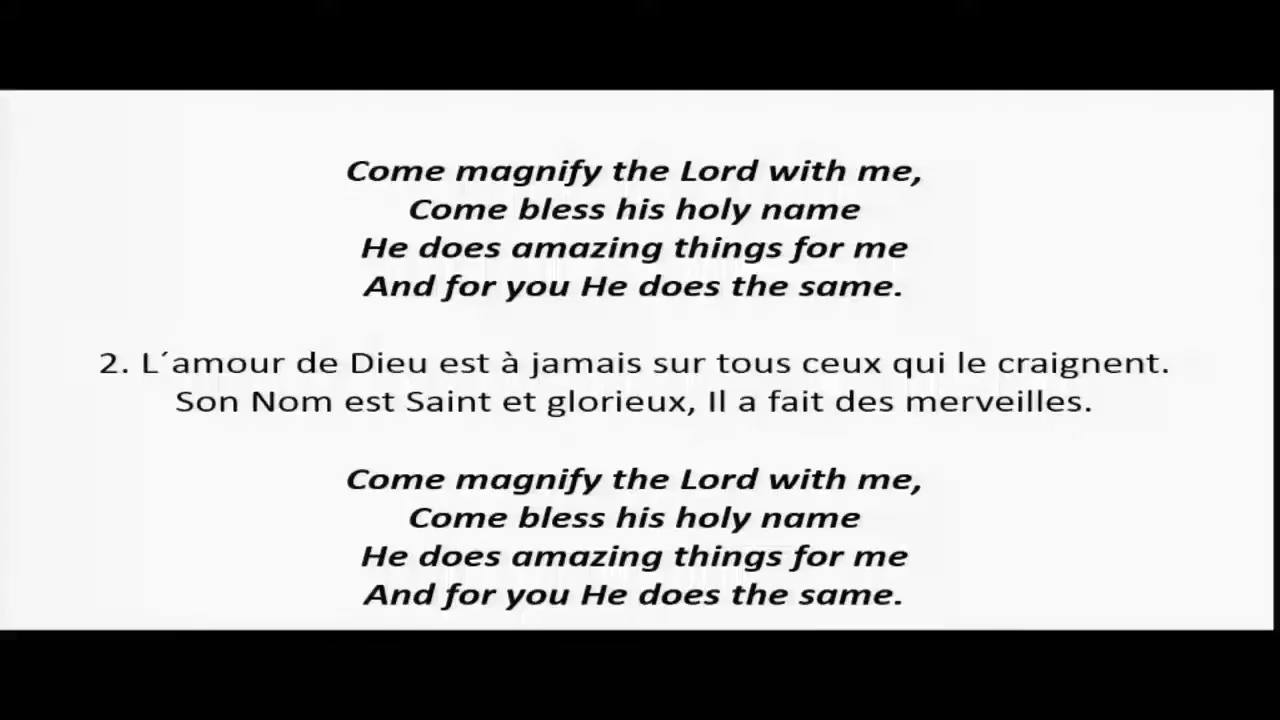 Come magnify the Lord with me,
Come bless his holy name
He does amazing things for me
And for you He does the same.
2. L´amour de Dieu est à jamais sur tous ceux qui le craignent.
Son Nom est Saint et glorieux, Il a fait des merveilles.
Come magnify the Lord with me,
Come bless his holy name
He does amazing things for me
And for you He does the same.